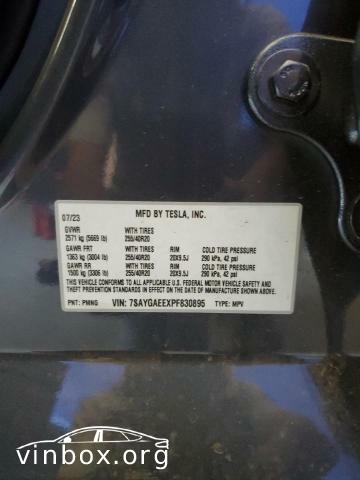 07/23 MFD BY TESLA, INC.
GVWR WITH TIRES
2571 kg (5669 lb) 255/40R20
GAWR FRT WITH TIRES RIM COLD TIRE PRESSURE
1363 kg (3004 lb) 255/40R20 20X9.5J 290 kPa, 42 psi
GAWR RR WITH TIRES RIM COLD TIRE PRESSURE
1500 kg (3306 lb) 255/40R20 20X9.5J 290 kPa, 42 psi
THIS VEHICLE CONFORMS TO ALL APPLICABLE U.S. FEDERAL MOTOR VEHICLE SAFETY AND
THEFT PREVENTION STANDARDS IN EFFECT ON THE DATE OF MANUFACTURE SHOWN ABOVE.
PNT: PMNG VIN: 7SAYGAEEXPF830895 TYPE: MPV
vinbox.org